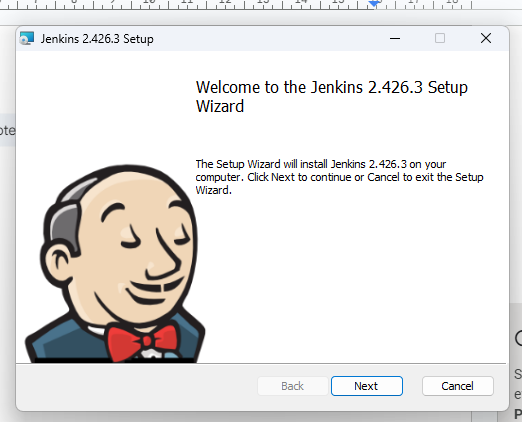 Jenkins 2.426.3 Setup
Welcome to the Jenkins 2.426.3 Setup
Wizard
The Setup Wizard will install Jenkins 2.426.3 on your
computer. Click Next to continue or Cancel to exit the Setup
Wizard.
Back
Next
Cancel